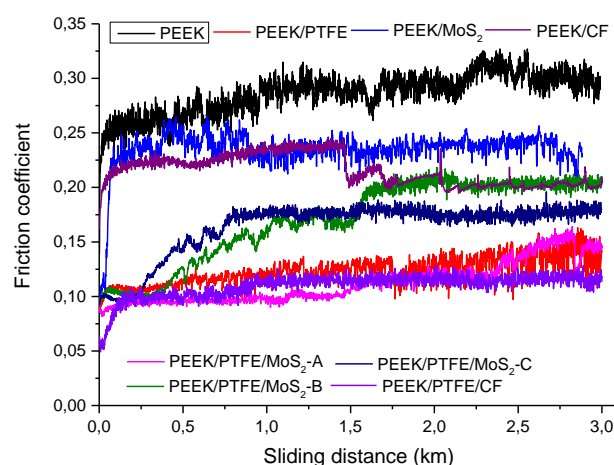 PEEK PEEK/PTFE PEEK/MoS₂ PEEK/CF
0,35
0,30
0,25
0,20
0,15
0,10
0,05
0,00
Friction coefficient
PEEK/PTFE/MoS₂-A PEEK/PTFE/MoS₂-C
PEEK/PTFE/MoS₂-B PEEK/PTFE/CF
0,0 0,5 1,0 1,5 2,0 2,5 3,0
Sliding distance (km)